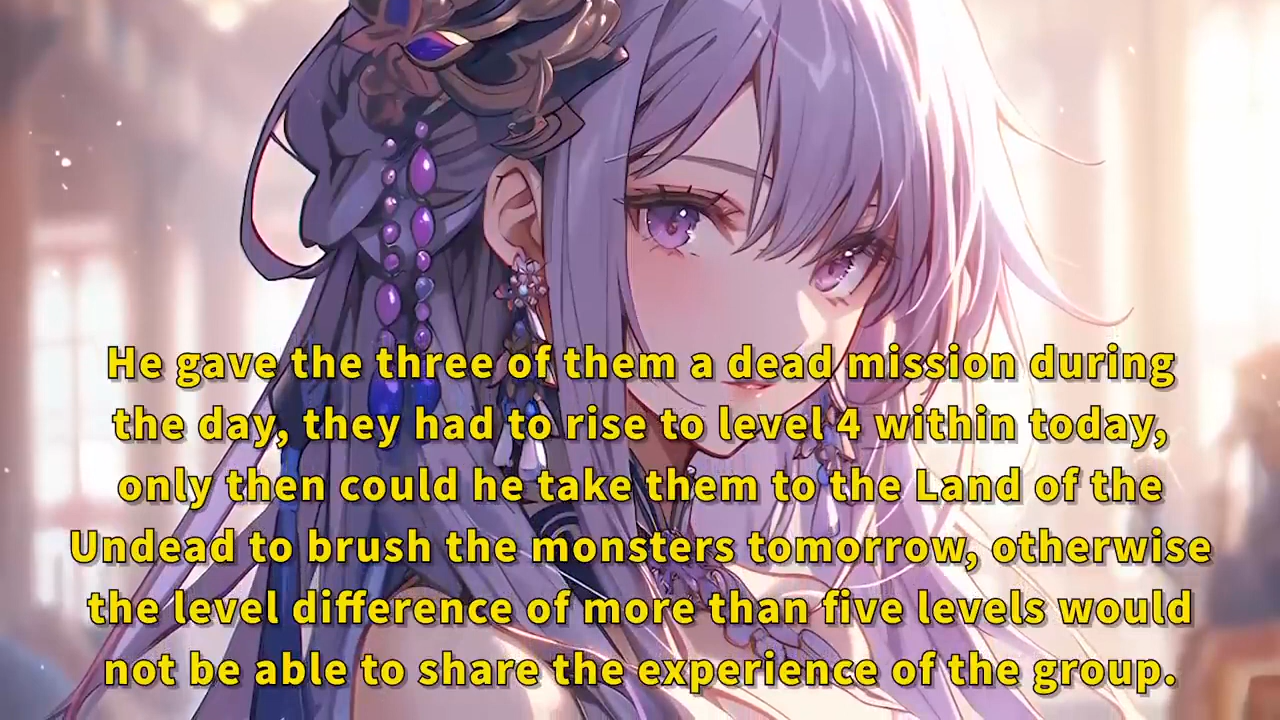 He gave the three of them a dead mission during
the day, they had to rise to level 4 within today,
only then could he take them to the Land of the
Undead to brush the monsters tomorrow, otherwise
the level difference of more than five levels would
not be able to share the experience of the group.